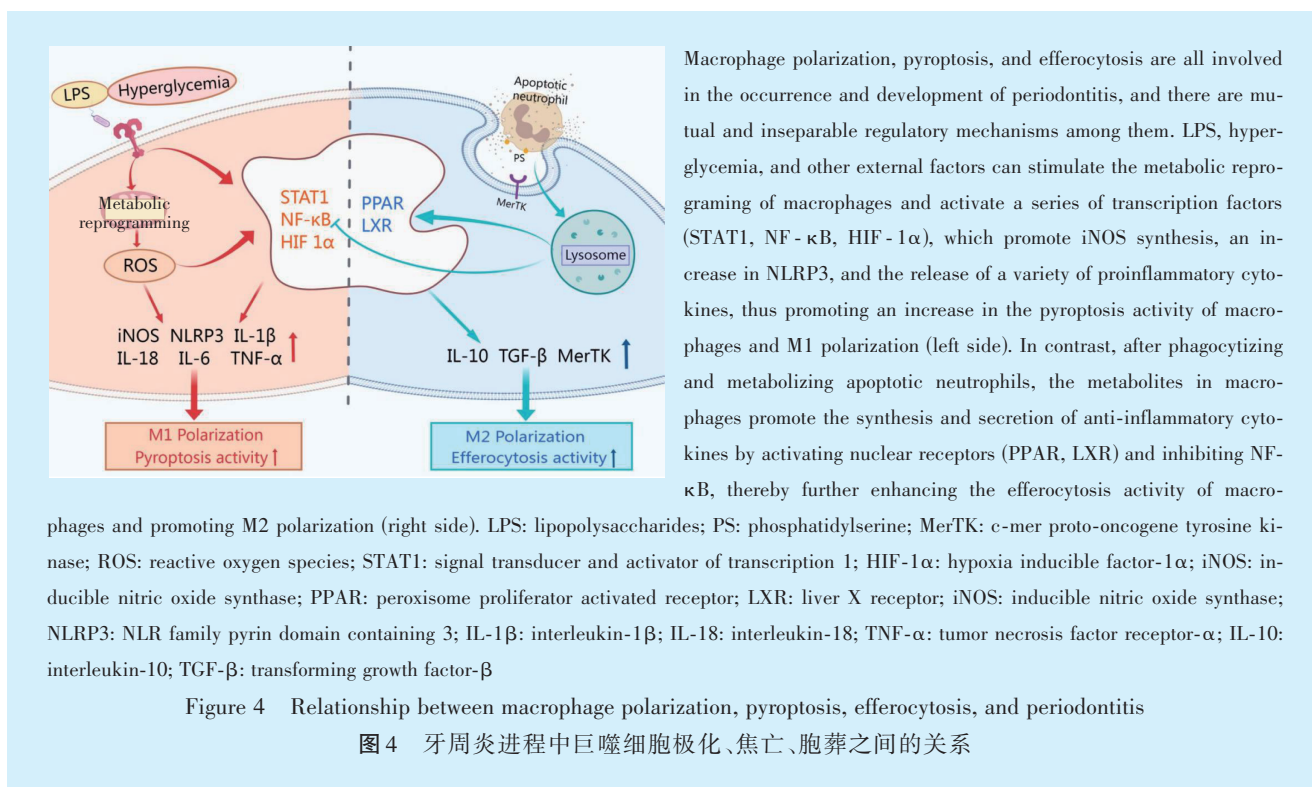 LPS
Hyperglycemia
Metabolic
reprogramming
ROS
iNOS NLRP3 IL-1β
IL-18 IL-6 TNF-α
M1 Polarization
Pyroptosis activity↑
STAT1
NF-κB
HIF 1α
PPAR
LXR
Apoptotic
neutrophil
PS
MerTK
Lysosome
IL-10 TGF-β MerTK
M2 Polarization
Efferocytosis activity↑
Macrophage polarization, pyroptosis, and efferocytosis are all involved
in the occurrence and development of periodontitis, and there are mu-
tual and inseparable regulatory mechanisms among them. LPS, hyper-
glycemia, and other external factors can stimulate the metabolic repro-
graming of macrophages and activate a series of transcription factors
(STAT1, NF-κB, HIF-1α), which promote iNOS synthesis, an in-
crease in NLRP3, and the release of a variety of proinflammatory cyto-
kines, thus promoting an increase in the pyroptosis activity of macro-
phages and M1 polarization (left side). In contrast, after phagocytizing
and metabolizing apoptotic neutrophils, the metabolites in macro-
phages promote the synthesis and secretion of anti-inflammatory cyto-
kines by activating nuclear receptors (PPAR, LXR) and inhibiting NF-
κB, thereby further enhancing the efferocytosis activity of macro-
phages and promoting M2 polarization (right side). LPS: lipopolysaccharides; PS: phosphatidylserine; MerTK: c-mer proto-oncogene tyrosine ki-
nase; ROS: reactive oxygen species; STAT1: signal transducer and activator of transcription 1; HIF-1α: hypoxia inducible factor-1α; iNOS: in-
ducible nitric oxide synthase; PPAR: peroxisome proliferator activated receptor; LXR: liver X receptor; iNOS: inducible nitric oxide synthase;
NLRP3: NLR family pyrin domain containing 3; IL-1β: interleukin-1β; IL-18: interleukin-18; TNF-α: tumor necrosis factor receptor-α; IL-10:
interleukin-10; TGF-β: transforming growth factor-β
Figure 4 Relationship between macrophage polarization, pyroptosis, efferocytosis, and periodontitis
图4 牙周炎进程中巨噬细胞极化、焦亡、胞葬之间的关系